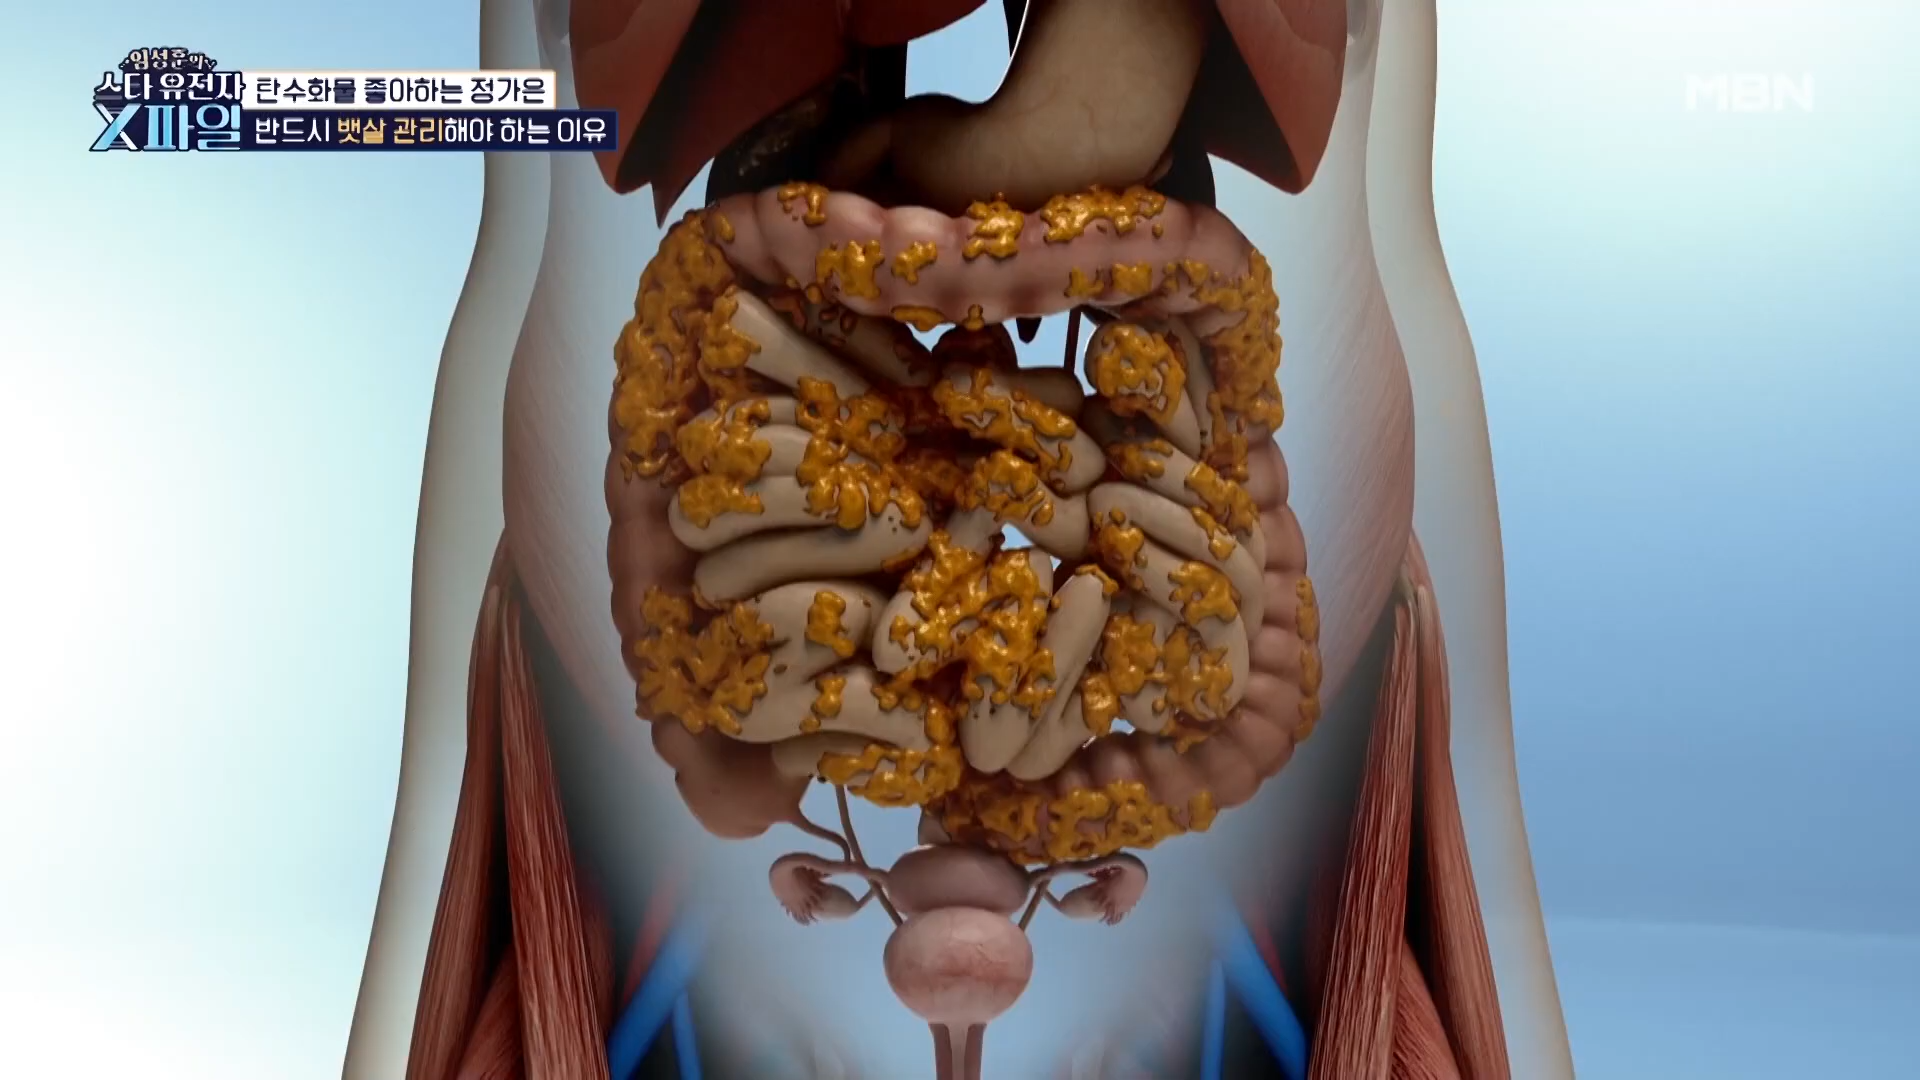 임성훈의
스타 유전자
X파일
탄수화물 좋아하는 정가은
반드시 뱃살 관리해야 하는 이유
MBN